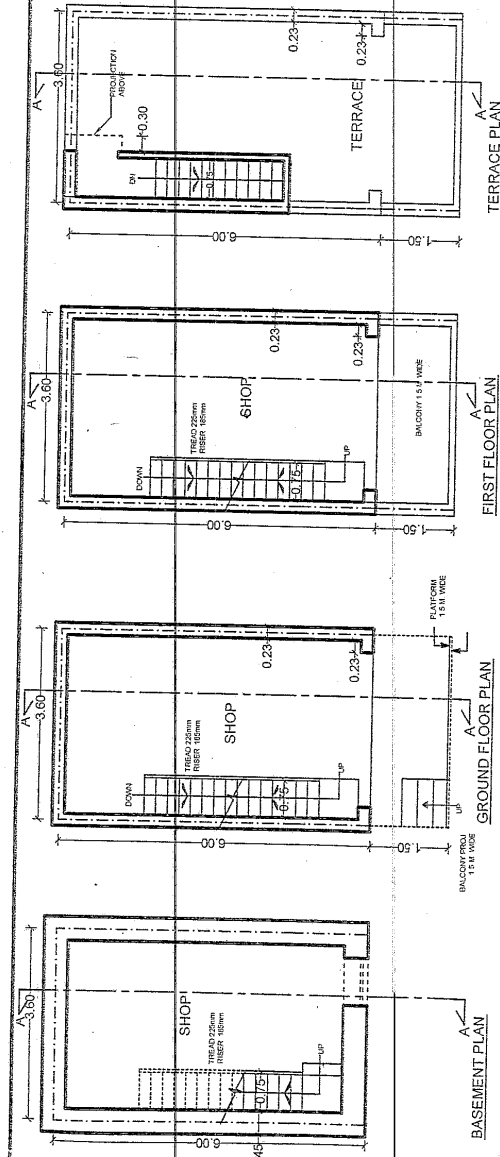 A
3.60
PROJECTION
ABOVE
0.23
0.23
0.30
DN
0.75
TERRACE
6.00
1.50
A
TERRACE PLAN
A
3.60
SHOP
TREAD 225mm
RISER 185mm
DOWN
0.75
UP
0.23
0.23
6.00
1.50
BALCONY 1.5 M WIDE
A
FIRST FLOOR PLAN
A
3.60
SHOP
TREAD 225mm
RISER 185mm
DOWN
0.75
UP
0.23
0.23
6.00
1.50
UP
PLATFORM
1.5 M. WIDE
BALCONY PROJ
1.5 M WIDE
A
GROUND FLOOR PLAN
A
3.60
SHOP
TREAD 225mm
RISER 185mm
0.75
UP
6.00
45
A
BASEMENT PLAN